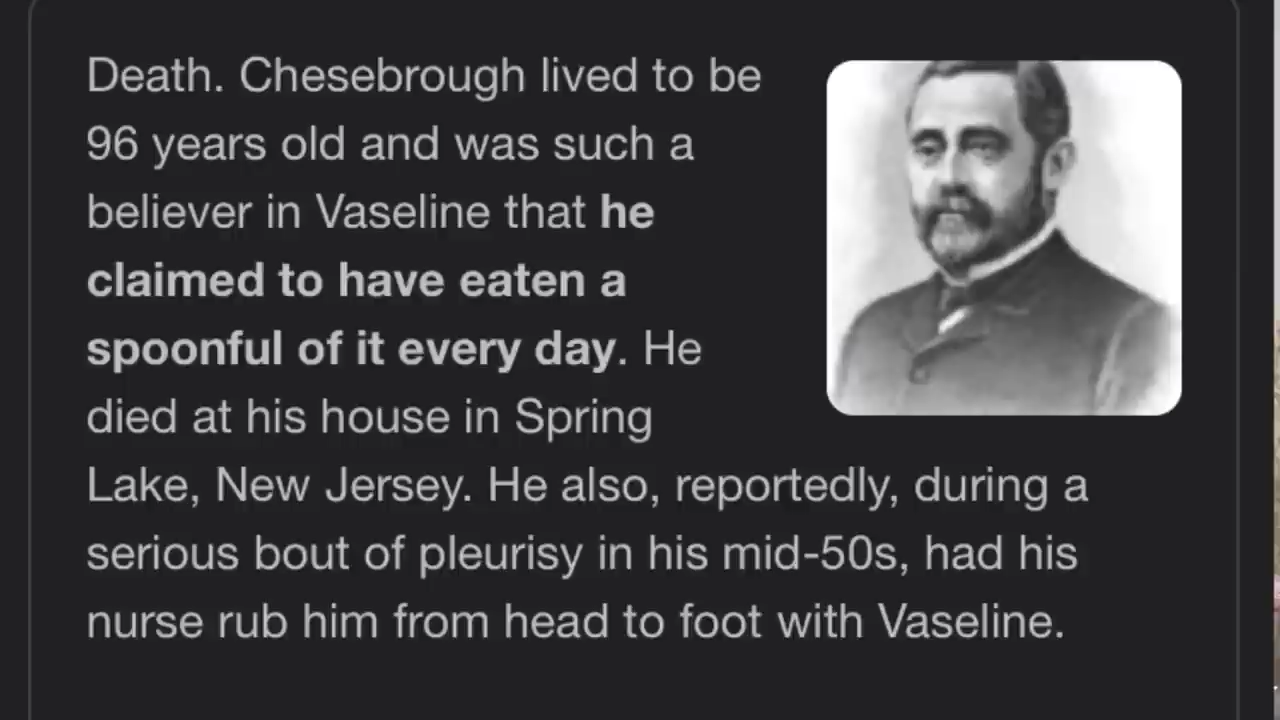 Death. Chesebrough lived to be
96 years old and was such a
believer in Vaseline that he
claimed to have eaten a
spoonful of it every day. He
died at his house in Spring
Lake, New Jersey. He also, reportedly, during a
serious bout of pleurisy in his mid-50s, had his
nurse rub him from head to foot with Vaseline.